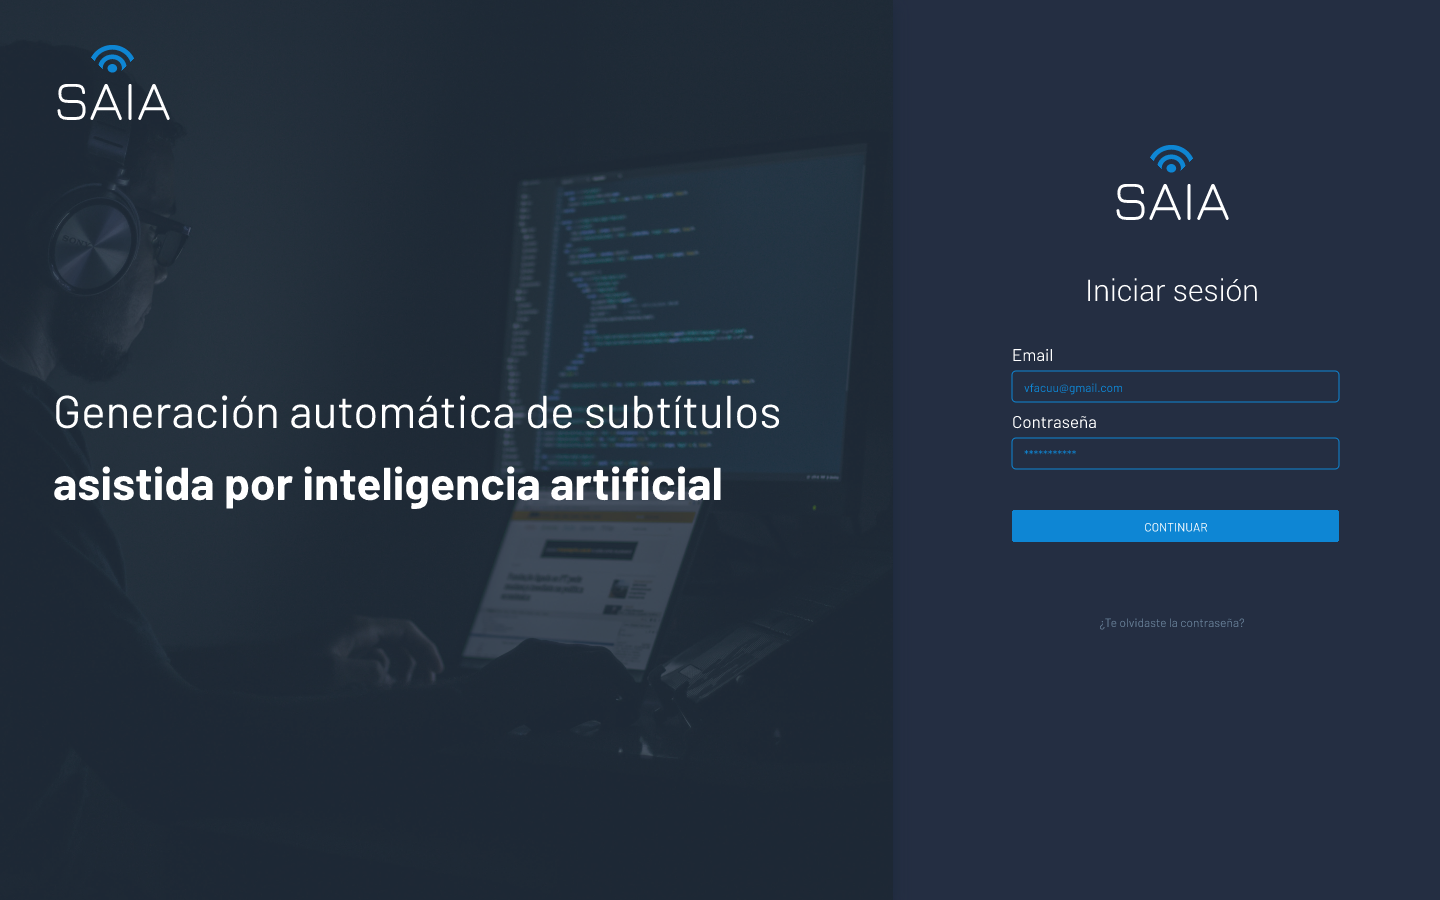 SAIA
Generación automática de subtítulos
asistida por inteligencia artificial
SAIA
Iniciar sesión
Email
vfacuu@gmail.com
Contraseña
***********
CONTINUAR
¿Te olvidaste la contraseña?